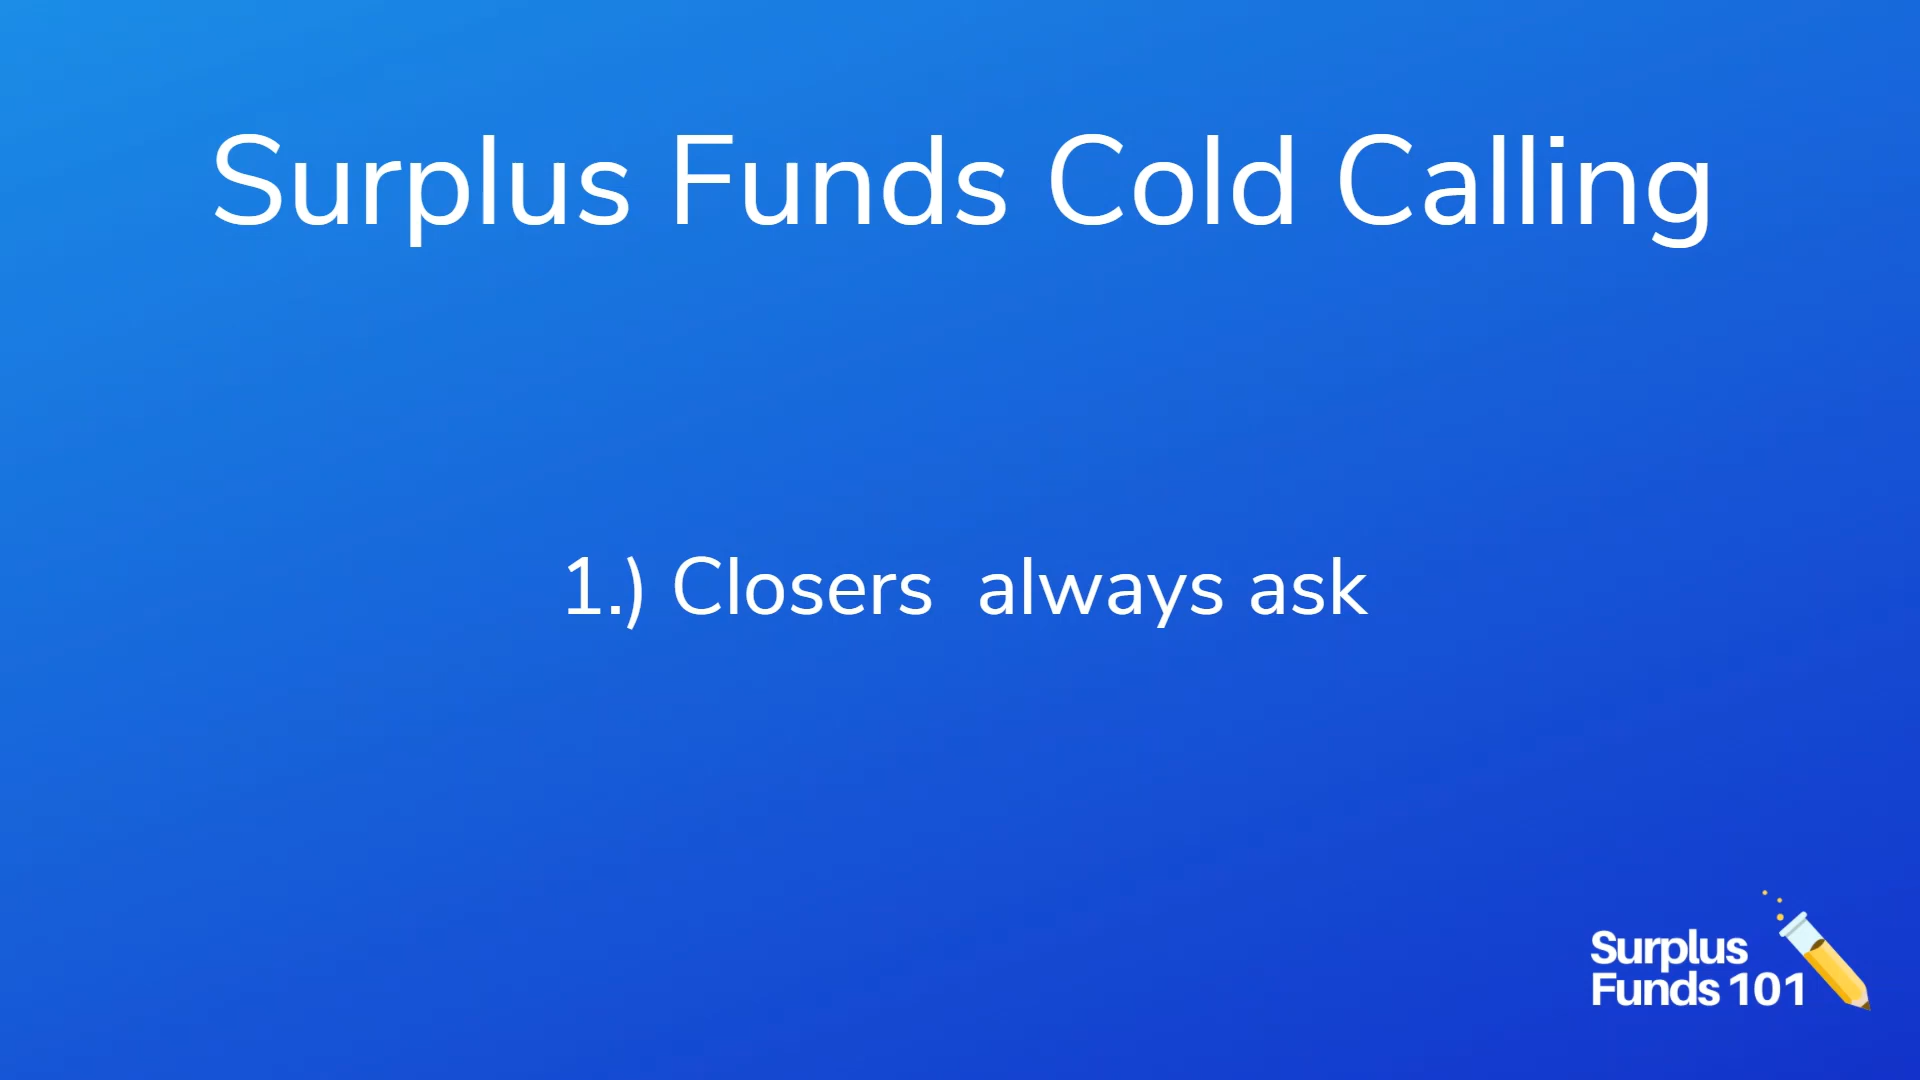 Surplus Funds Cold Calling
1.) Closers  always ask
Surplus
Funds 101